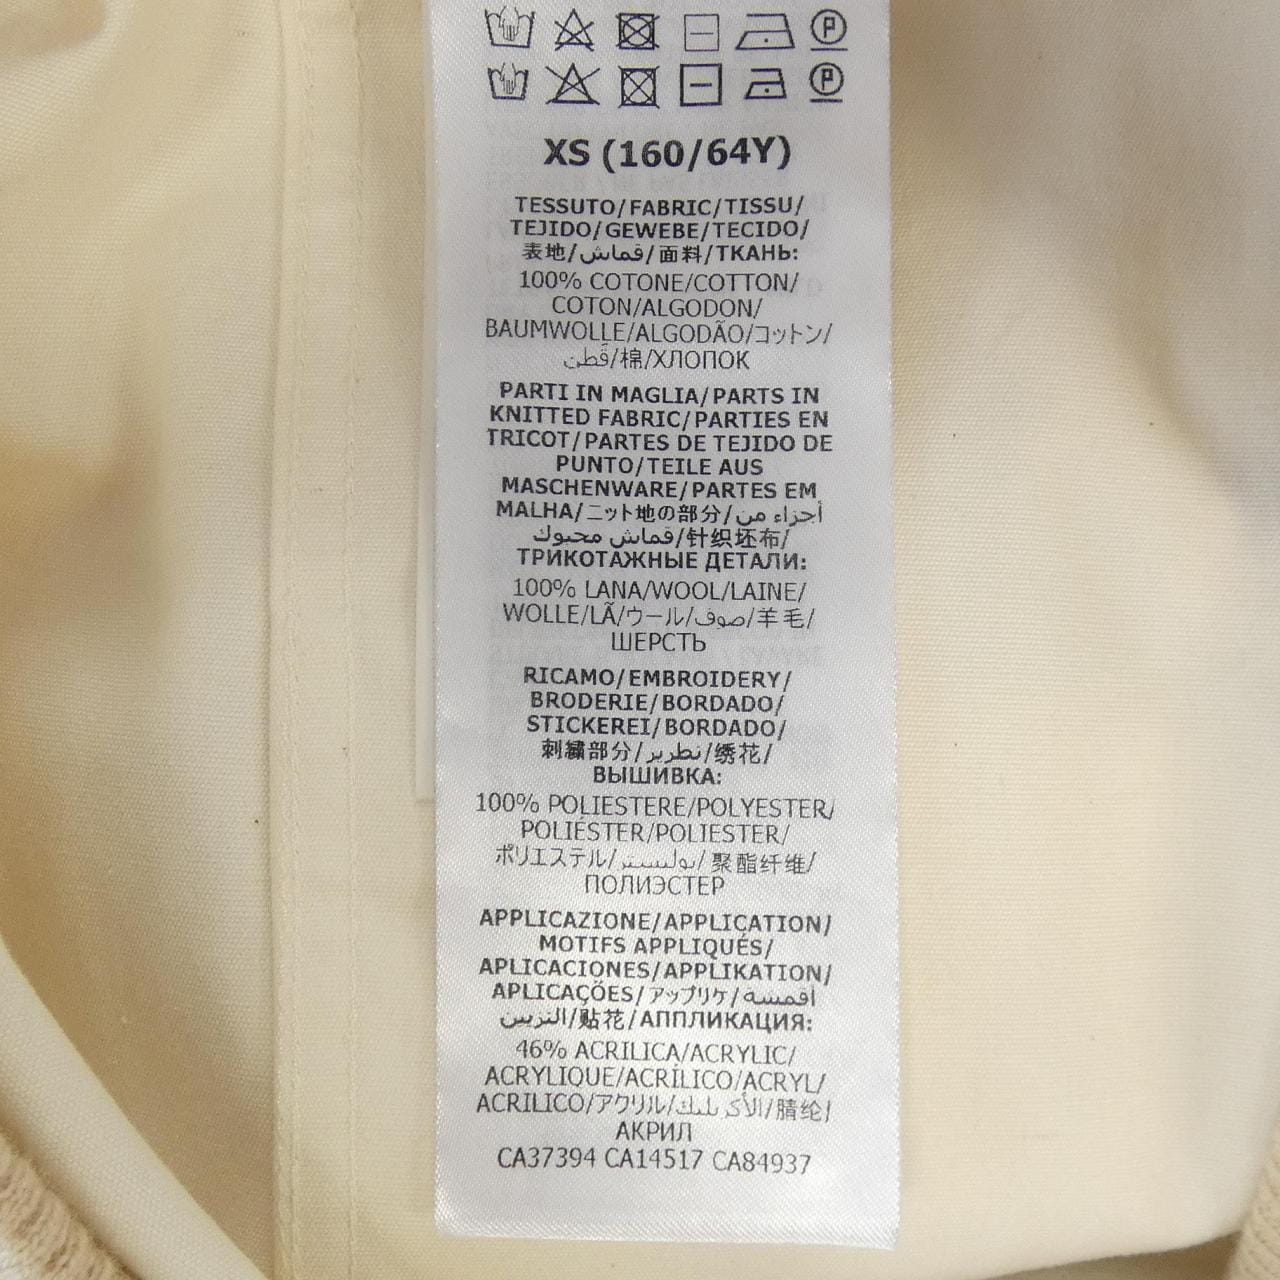 XS (160/64Y)
TESSUTO/FABRIC/TISSU/
TEJIDO/GEWEBE/TECIDO/
表地/قماش/面料/ТКАНЬ:
100% COTONE/COTTON/
COTON/ALGODON/
BAUMWOLLE/ALGODÃO/コットン/
قطن/棉/ХЛОПОК
PARTI IN MAGLIA/PARTS IN
KNITTED FABRIC/PARTIES EN
TRICOT/PARTES DE TEJIDO DE
PUNTO/TEILE AUS
MASCHENWARE/PARTES EM
MALHA/ニット地の部分/أجزاء من
قماش محبوك/针织坯布/
ТРИКОТАЖНЫЕ ДЕТАЛИ:
100% LANA/WOOL/LAINE/
WOLLE/LÃ/ウール/صوف/羊毛/
ШЕРСТЬ
RICAMO/EMBROIDERY/
BRODERIE/BORDADO/
STICKEREI/BORDADO/
刺繍部分/تطريز/绣花/
ВЫШИВКА:
100% POLIESTERE/POLYESTER/
POLIÉSTER/POLIESTER/
ポリエステル/بوليستر/聚酯纤维/
ПОЛИЭСТЕР
APPLICAZIONE/APPLICATION/
MOTIFS APPLIQUÉS/
APLICACIONES/APPLIKATION/
APLICAÇÕES/アップリケ/أقمشة
التزيين/贴花/АППЛИКАЦИЯ:
46% ACRILICA/ACRYLIC/
ACRYLIQUE/ACRÍLICO/ACRYL/
ACRILICO/アクリル/الأكريليك/腈纶/
АКРИЛ
CA37394 CA14517 CA84937